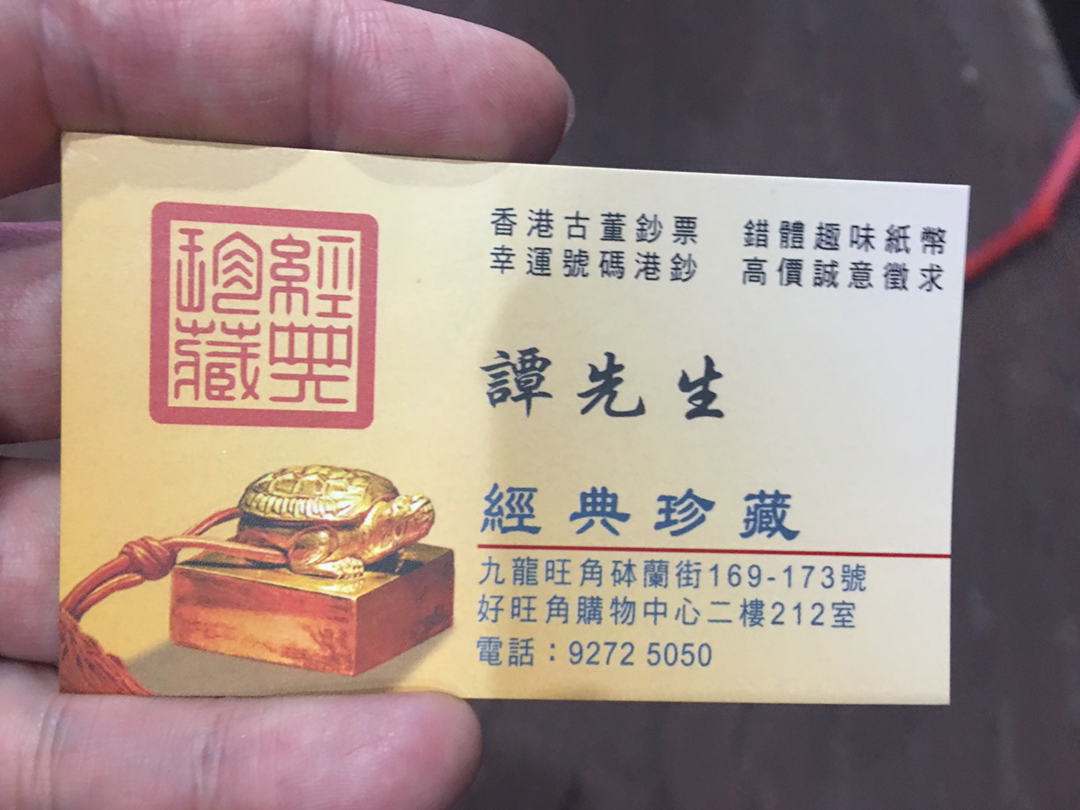 經典
珍藏
香港古董鈔票 錯體趣味紙幣
幸運號碼港鈔 高價誠意徵求
譚先生
經典珍藏
九龍旺角砵蘭街169-173號
好旺角購物中心二樓212室
電話：9272 5050